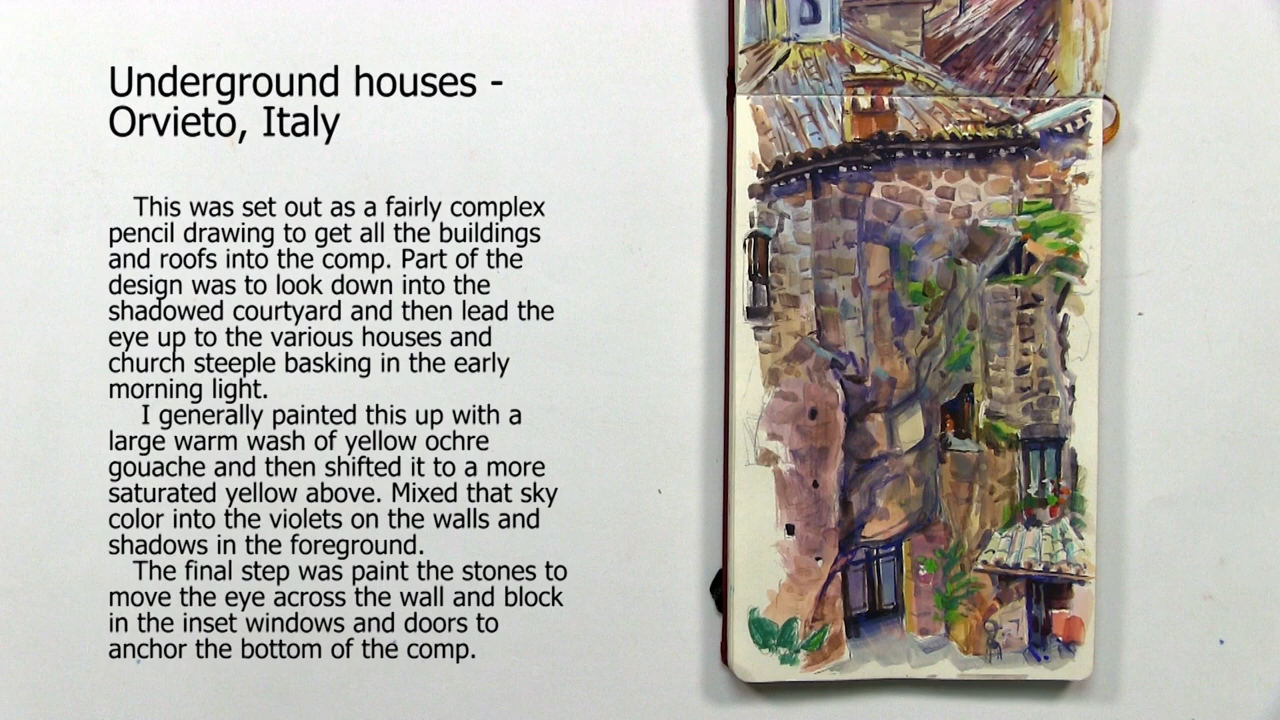 Underground houses -
Orvieto, Italy
This was set out as a fairly complex
pencil drawing to get all the buildings
and roofs into the comp. Part of the
design was to look down into the
shadowed courtyard and then lead the
eye up to the various houses and
church steeple basking in the early
morning light.
I generally painted this up with a
large warm wash of yellow ochre
gouache and then shifted it to a more
saturated yellow above. Mixed that sky
color into the violets on the walls and
shadows in the foreground.
The final step was paint the stones to
move the eye across the wall and block
in the inset windows and doors to
anchor the bottom of the comp.